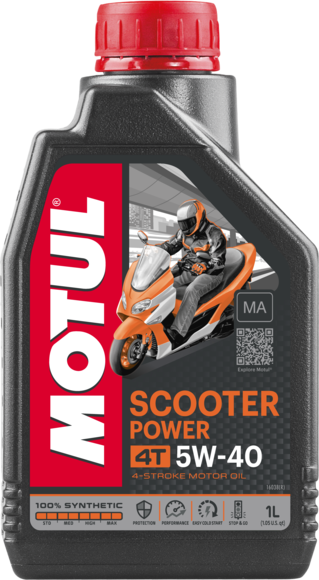 MOTUL®
MA
Explore Motul®
SCOOTER
POWER
4T 5W-40
4-STROKE MOTOR OIL
100% SYNTHETIC
STD MED HIGH MAX
PROTECTION
PERFORMANCE
EASY COLD START
STOP & GO
1L
(1.05 U.S. qt)